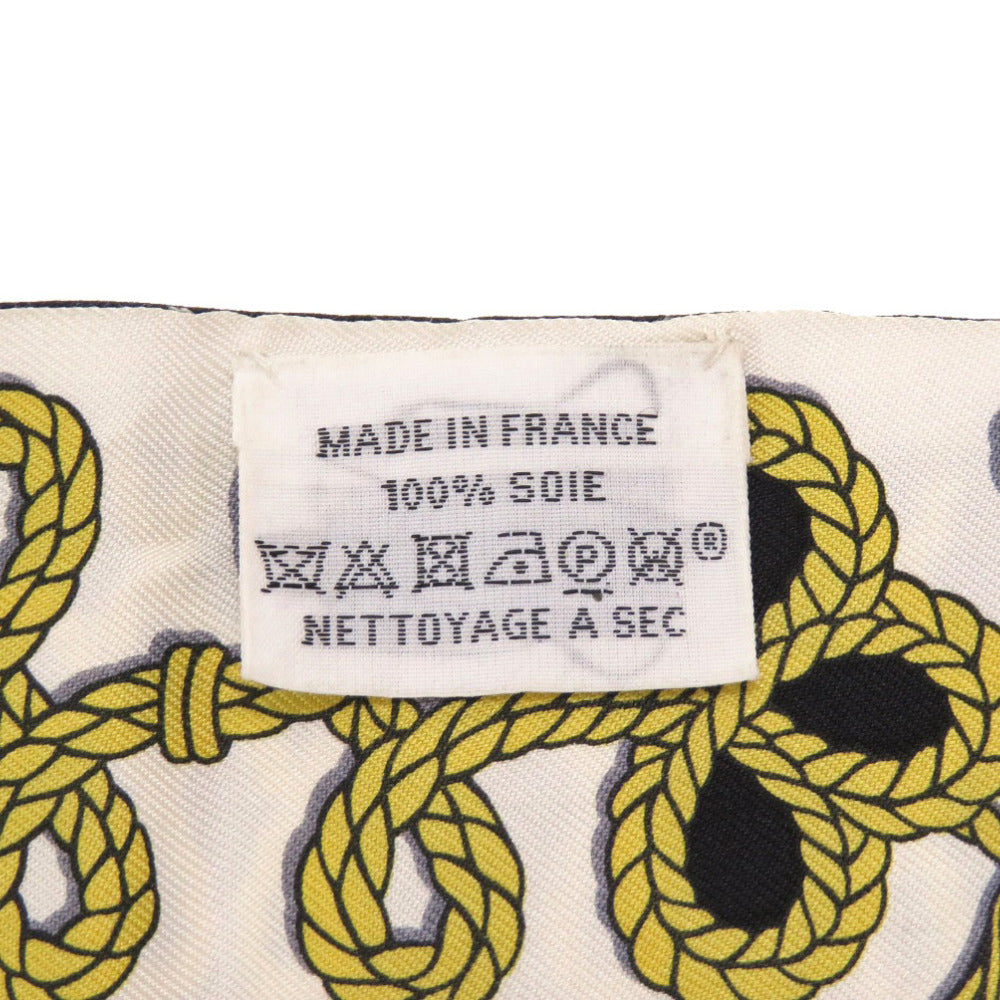 MADE IN FRANCE
100% SOIE
P W ®
NETTOYAGE A SEC